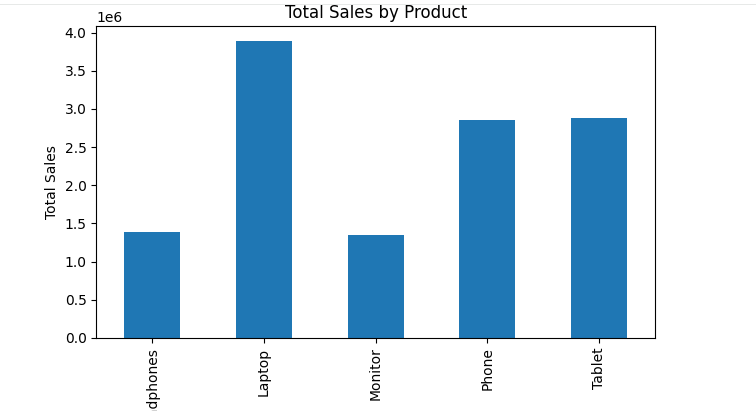 Total Sales by Product
1e6
4.0
3.5
3.0
2.5
2.0
1.5
1.0
0.5
0.0
Total Sales
dphones
Laptop
Monitor
Phone
Tablet